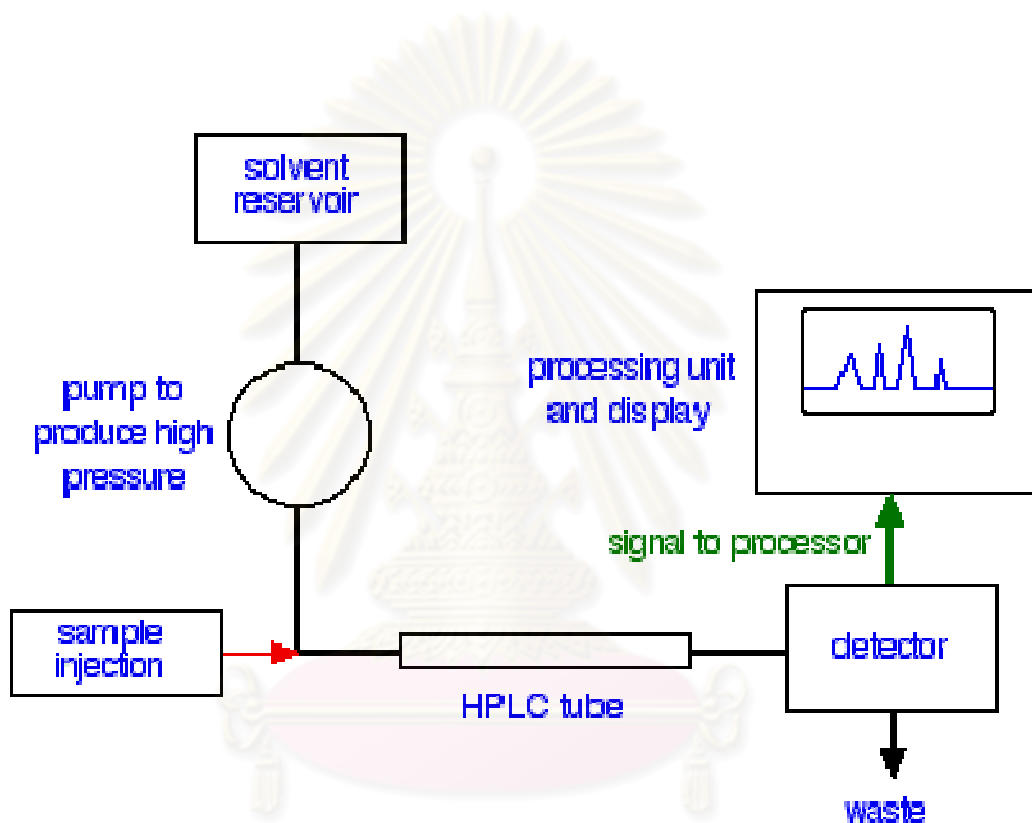 solvent
reservoir
pump to
produce high
pressure
processing unit
and display
signal to processor
sample
injection
HPLC tube
detector
waste